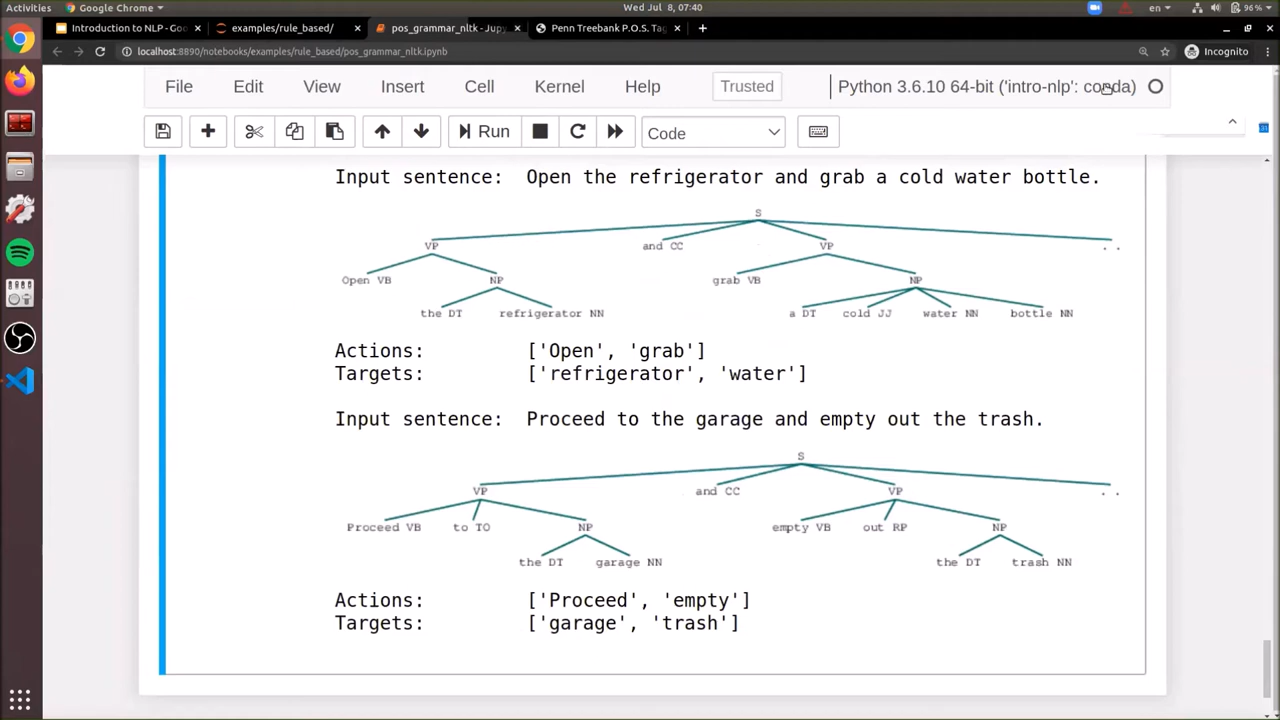 Activities
Google Chrome
Wed Jul 8, 07:40
en
96%
Introduction to NLP - Goo
examples/rule_based/
pos_grammar_nltk - Jupy
Penn Treebank P.O.S. Tag
localhost:8890/notebooks/examples/rule_based/pos_grammar_nltk.ipynb
Incognito
File Edit View Insert Cell Kernel Help
Trusted
Python 3.6.10 64-bit ('intro-nlp': conda)
Run
Code
31
Input sentence: Open the refrigerator and grab a cold water bottle.
S
VP and CC VP . .
Open VB NP grab VB NP
the DT refrigerator NN a DT cold JJ water NN bottle NN
Actions: ['Open', 'grab']
Targets: ['refrigerator', 'water']
Input sentence: Proceed to the garage and empty out the trash.
S
VP and CC VP . .
Proceed VB to TO NP empty VB out RP NP
the DT garage NN the DT trash NN
Actions: ['Proceed', 'empty']
Targets: ['garage', 'trash']